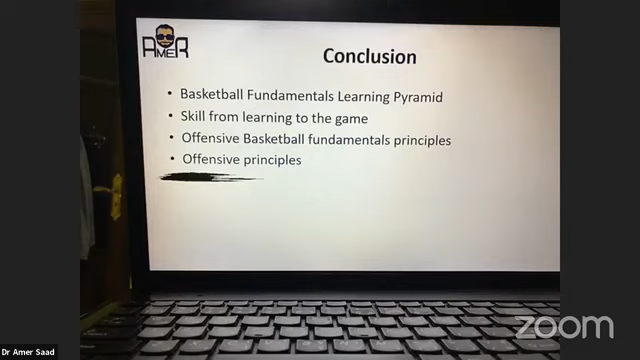 AMER
Conclusion
• Basketball Fundamentals Learning Pyramid
• Skill from learning to the game
• Offensive Basketball fundamentals principles
• Offensive principles
zoom
Dr Amer Saad